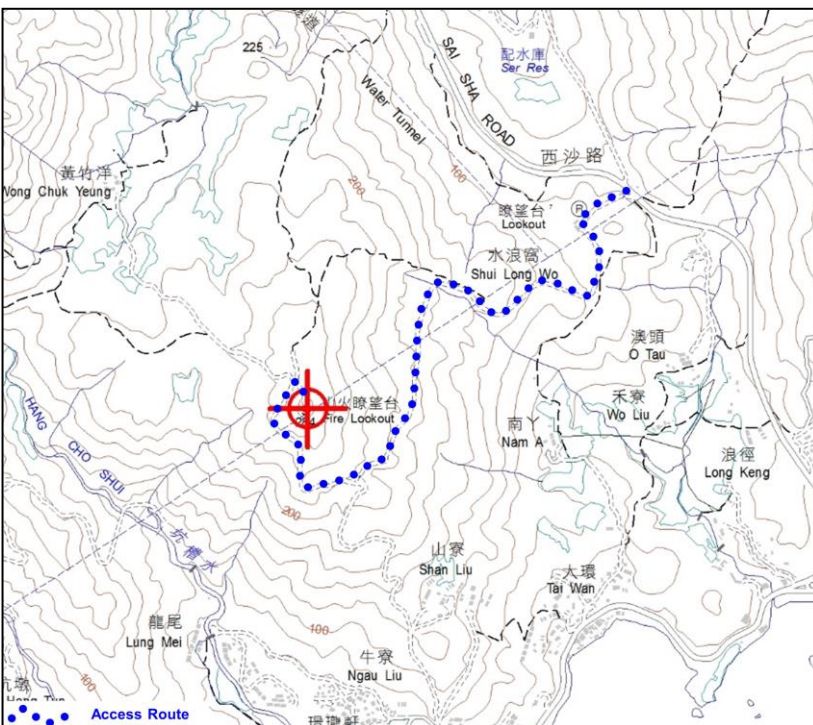 225
SAI SHA ROAD
配水庫
Ser Res
Water Tunnel
西沙路
黃竹洋
Wong Chuk Yeung
200
100
瞭望台
Lookout
R
水浪窩
Shui Long Wo
澳頭
O Tau
瞭望台
Fire Lookout
禾寮
Wo Liu
南丫
Nam A
浪徑
Long Keng
HANG CHO SHUI
坑槽水
200
山寮
Shan Liu
大環
Tai Wan
龍尾
Lung Mei
100
牛寮
Ngau Liu
100
Access Route